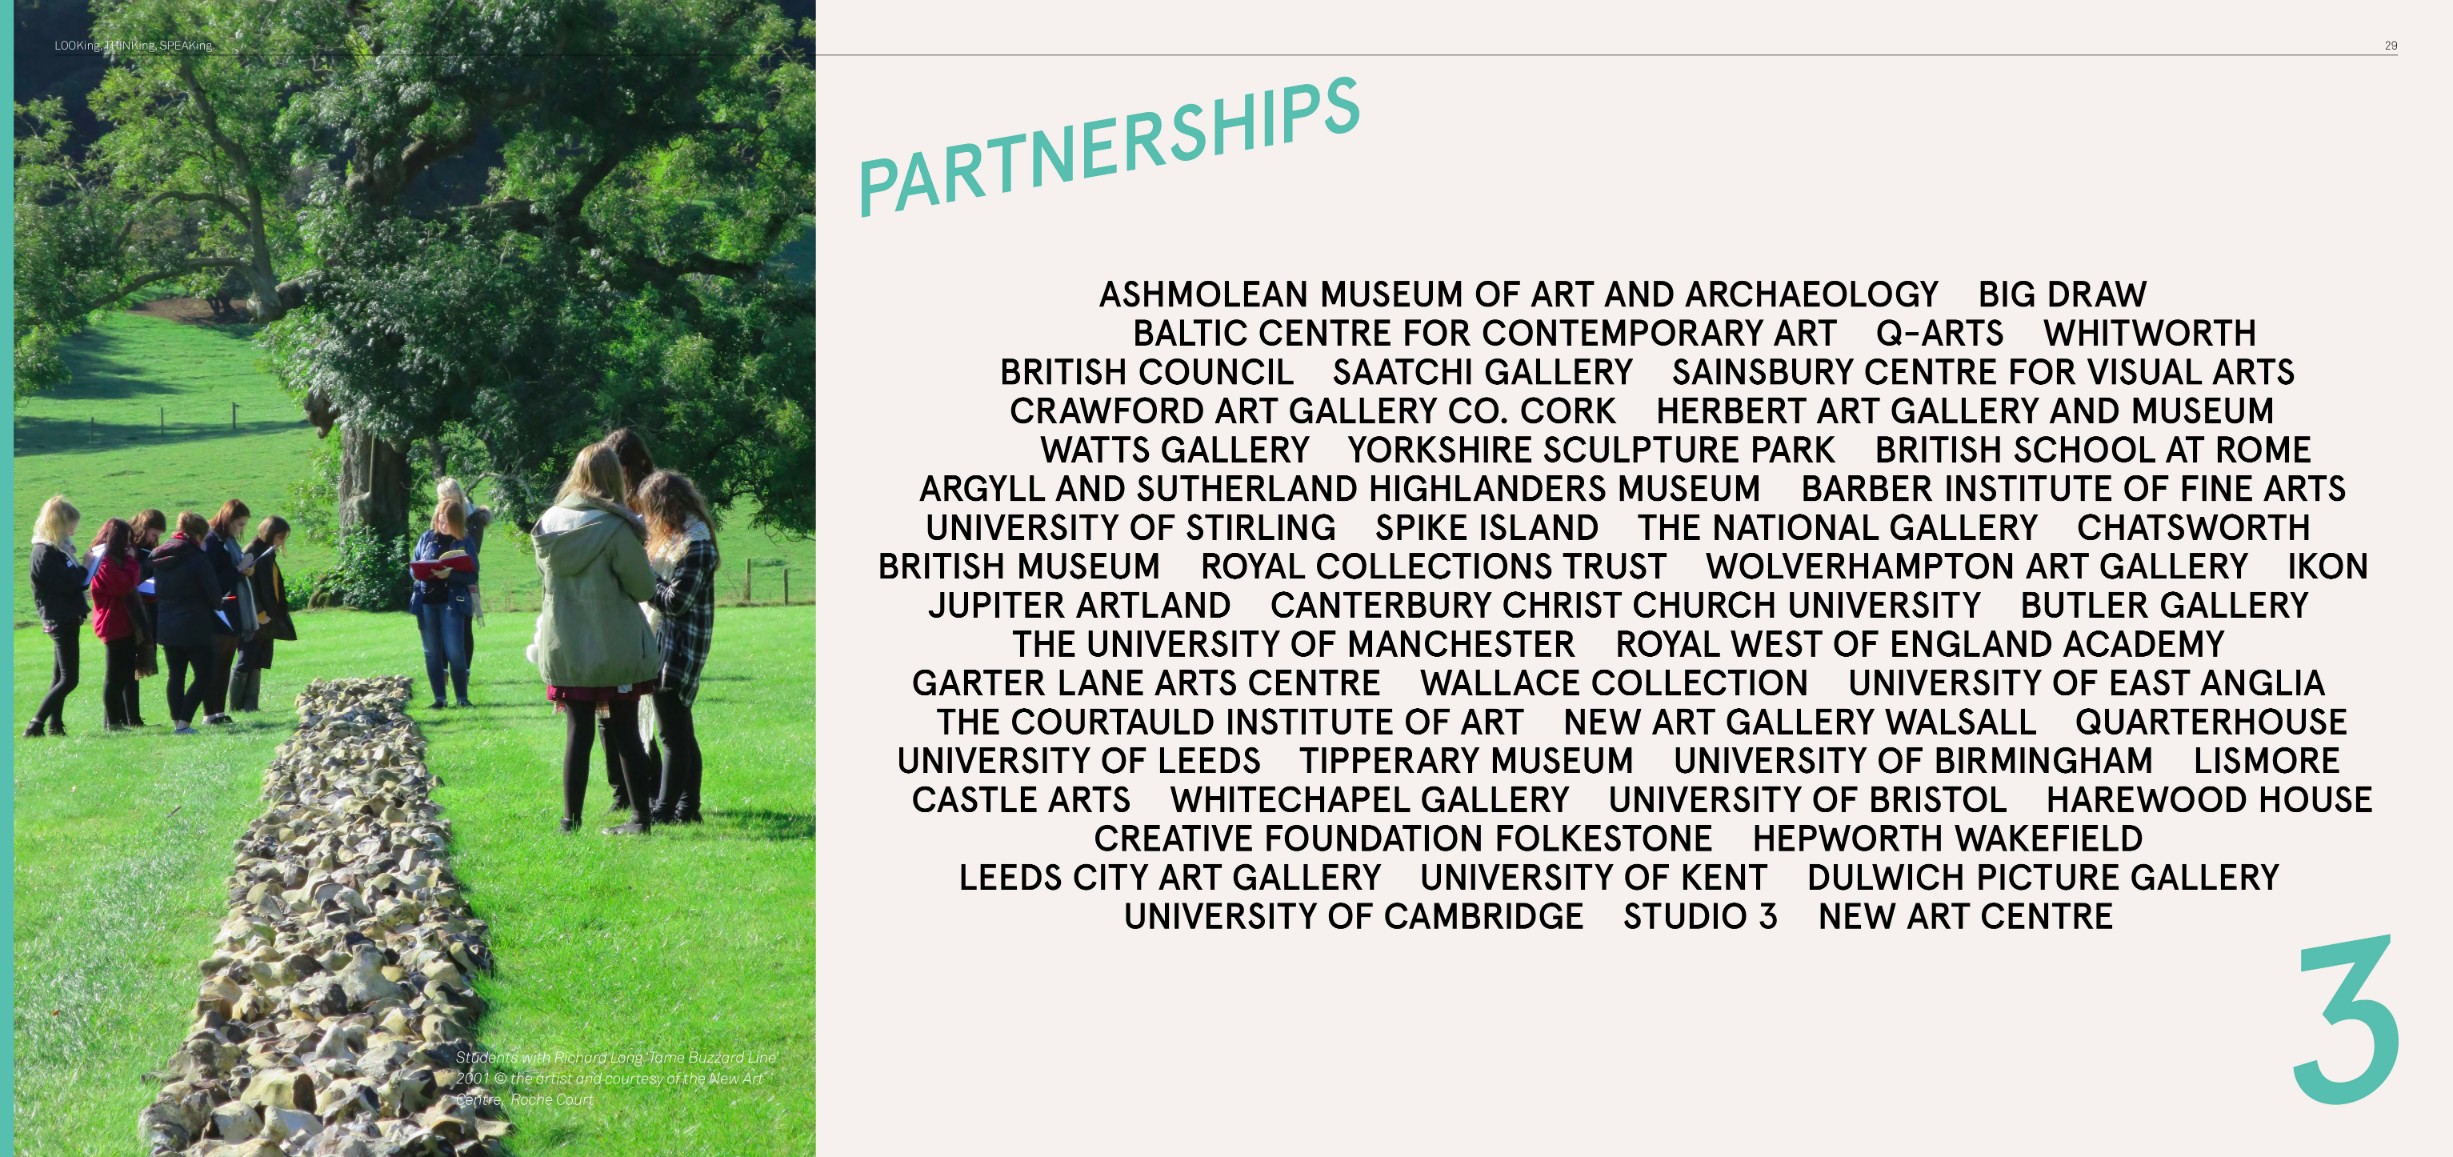 LOOKing, THINKing, SPEAKing
29
PARTNERSHIPS
ASHMOLEAN MUSEUM OF ART AND ARCHAEOLOGY BIG DRAW
BALTIC CENTRE FOR CONTEMPORARY ART Q-ARTS WHITWORTH
BRITISH COUNCIL SAATCHI GALLERY SAINSBURY CENTRE FOR VISUAL ARTS
CRAWFORD ART GALLERY CO. CORK HERBERT ART GALLERY AND MUSEUM
WATTS GALLERY YORKSHIRE SCULPTURE PARK BRITISH SCHOOL AT ROME
ARGYLL AND SUTHERLAND HIGHLANDERS MUSEUM BARBER INSTITUTE OF FINE ARTS
UNIVERSITY OF STIRLING SPIKE ISLAND THE NATIONAL GALLERY CHATSWORTH
BRITISH MUSEUM ROYAL COLLECTIONS TRUST WOLVERHAMPTON ART GALLERY IKON
JUPITER ARTLAND CANTERBURY CHRIST CHURCH UNIVERSITY BUTLER GALLERY
THE UNIVERSITY OF MANCHESTER ROYAL WEST OF ENGLAND ACADEMY
GARTER LANE ARTS CENTRE WALLACE COLLECTION UNIVERSITY OF EAST ANGLIA
THE COURTAULD INSTITUTE OF ART NEW ART GALLERY WALSALL QUARTERHOUSE
UNIVERSITY OF LEEDS TIPPERARY MUSEUM UNIVERSITY OF BIRMINGHAM LISMORE
CASTLE ARTS WHITECHAPEL GALLERY UNIVERSITY OF BRISTOL HAREWOOD HOUSE
CREATIVE FOUNDATION FOLKESTONE HEPWORTH WAKEFIELD
LEEDS CITY ART GALLERY UNIVERSITY OF KENT DULWICH PICTURE GALLERY
UNIVERSITY OF CAMBRIDGE STUDIO 3 NEW ART CENTRE
3
Students with Richard Long 'Tame Buzzard Line'
2001 © the artist and courtesy of the New Art
Centre, Roche Court